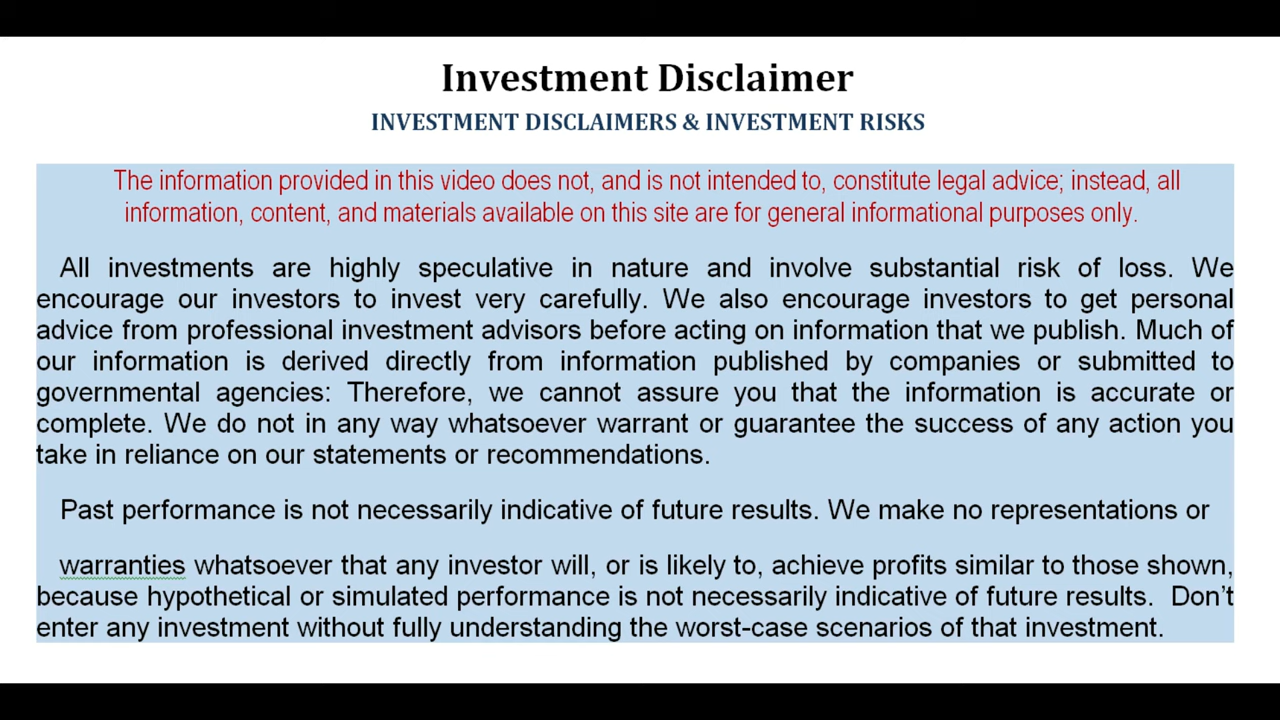 Investment Disclaimer
INVESTMENT DISCLAIMERS & INVESTMENT RISKS
The information provided in this video does not, and is not intended to, constitute legal advice; instead, all
information, content, and materials available on this site are for general informational purposes only.
All investments are highly speculative in nature and involve substantial risk of loss. We
encourage our investors to invest very carefully. We also encourage investors to get personal
advice from professional investment advisors before acting on information that we publish. Much of
our information is derived directly from information published by companies or submitted to
governmental agencies: Therefore, we cannot assure you that the information is accurate or
complete. We do not in any way whatsoever warrant or guarantee the success of any action you
take in reliance on our statements or recommendations.
Past performance is not necessarily indicative of future results. We make no representations or
warranties whatsoever that any investor will, or is likely to, achieve profits similar to those shown,
because hypothetical or simulated performance is not necessarily indicative of future results.  Don’t
enter any investment without fully understanding the worst-case scenarios of that investment.